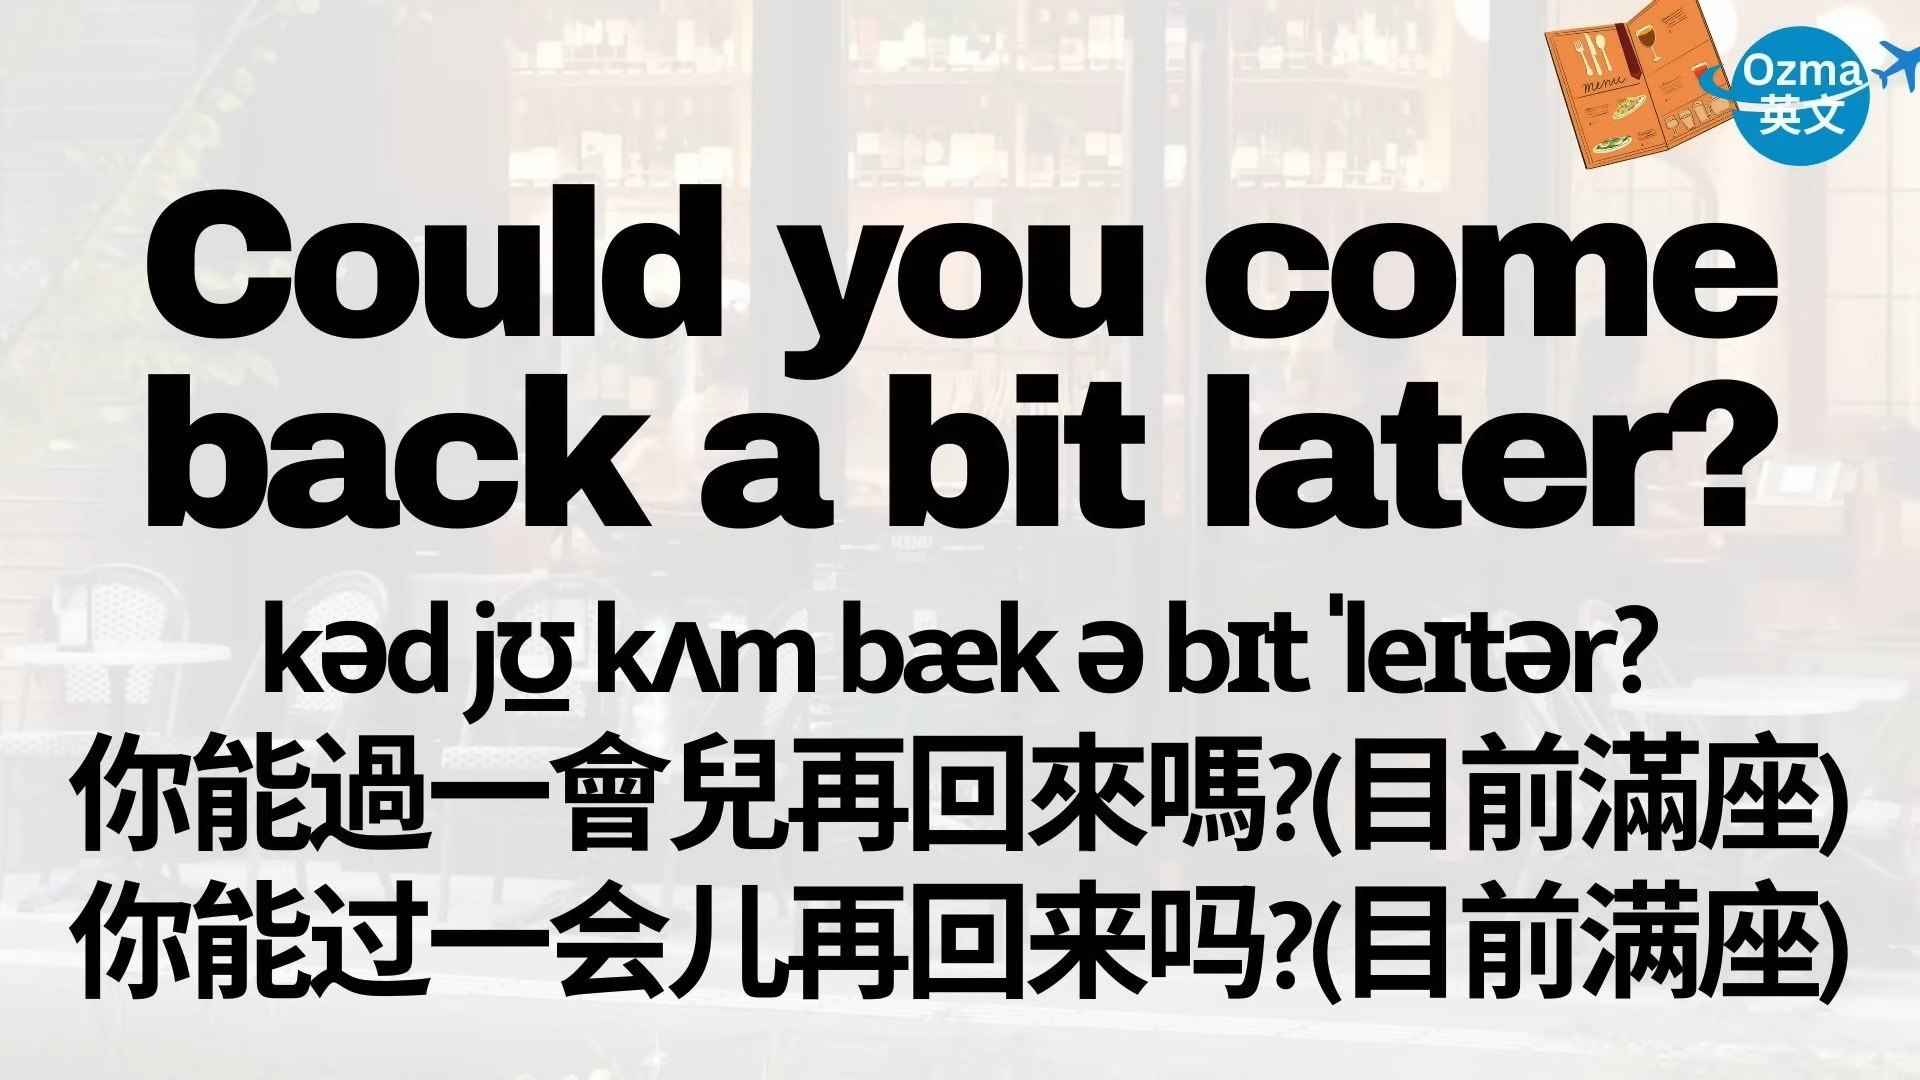 menu
Ozma
英文
Could you come
back a bit later?
kəd jʊ̲ kʌm bæk ə bɪt ˈleɪtər?
你能過一會兒再回來嗎?(目前滿座)
你能过一会儿再回来吗?(目前满座)
MENU